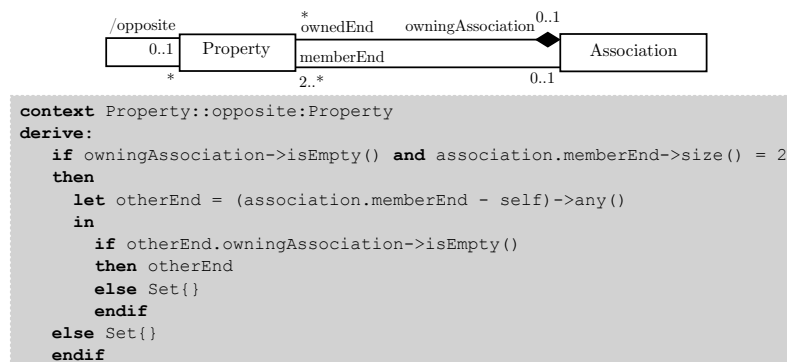 /opposite
0..1
*
Property
*
ownedEnd
memberEnd
2..*
owningAssociation
0..1
0..1
Association
context Property::opposite:Property
derive:
if owningAssociation->isEmpty() and association.memberEnd->size() = 2
then
let otherEnd = (association.memberEnd - self)->any()
in
if otherEnd.owningAssociation->isEmpty()
then otherEnd
else Set{}
endif
else Set{}
endif